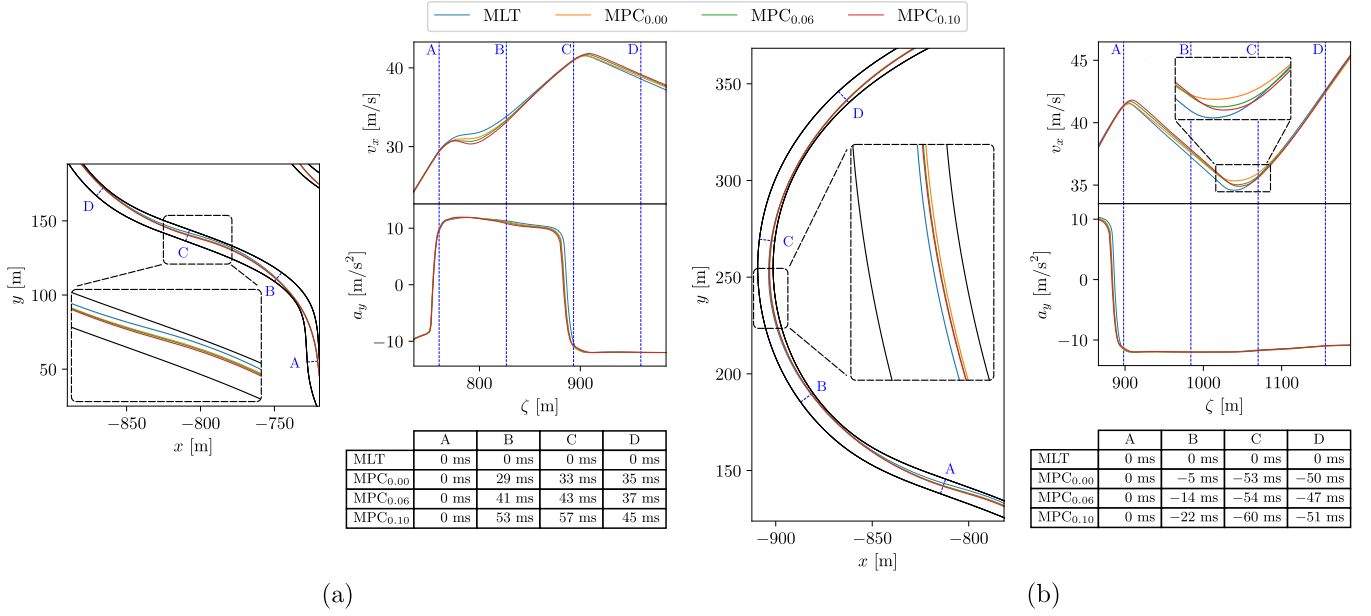 MLT MPC0.00 MPC0.06 MPC0.10
A B C D
40
30
v_x [m/s]
10
0
−10
a_y [m/s²]
800 900
ζ [m]
150
100
50
y [m]
D
C
B
A
−850 −800 −750
x [m]
A B C D
MLT 0 ms 0 ms 0 ms 0 ms
MPC0.00 0 ms 29 ms 33 ms 35 ms
MPC0.06 0 ms 41 ms 43 ms 37 ms
MPC0.10 0 ms 53 ms 57 ms 45 ms
(a)
350
300
250
200
150
y [m]
D
C
B
A
−900 −850 −800
x [m]
A B C D
45
40
35
v_x [m/s]
10
0
−10
a_y [m/s²]
900 1000 1100
ζ [m]
A B C D
MLT 0 ms 0 ms 0 ms 0 ms
MPC0.00 0 ms −5 ms −53 ms −50 ms
MPC0.06 0 ms −14 ms −54 ms −47 ms
MPC0.10 0 ms −22 ms −60 ms −51 ms
(b)